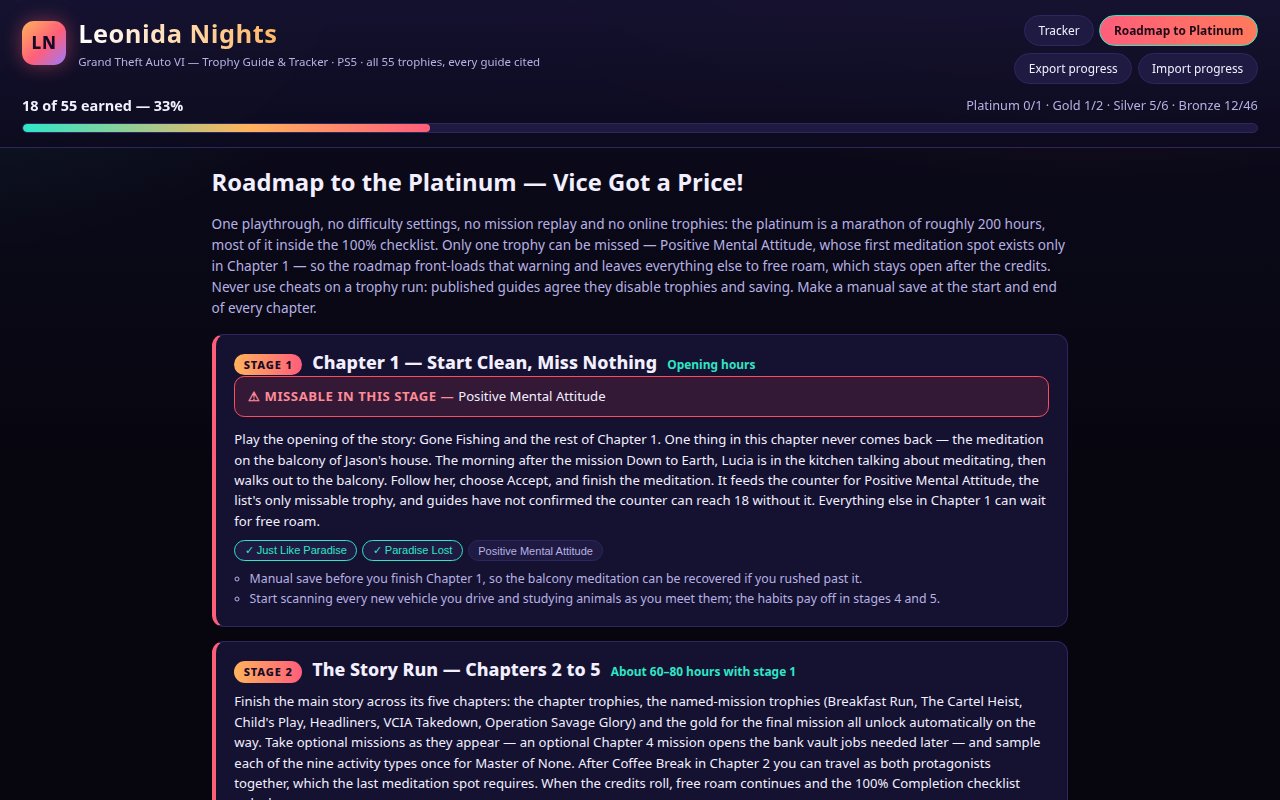 LN
Leonida Nights
Grand Theft Auto VI — Trophy Guide & Tracker · PS5 · all 55 trophies, every guide cited
Tracker
Roadmap to Platinum
Export progress
Import progress
18 of 55 earned — 33%
Platinum 0/1 · Gold 1/2 · Silver 5/6 · Bronze 12/46
Roadmap to the Platinum — Vice Got a Price!
One playthrough, no difficulty settings, no mission replay and no online trophies: the platinum is a marathon of roughly 200 hours,
most of it inside the 100% checklist. Only one trophy can be missed — Positive Mental Attitude, whose first meditation spot exists only
in Chapter 1 — so the roadmap front-loads that warning and leaves everything else to free roam, which stays open after the credits.
Never use cheats on a trophy run: published guides agree they disable trophies and saving. Make a manual save at the start and end
of every chapter.
STAGE 1 Chapter 1 — Start Clean, Miss Nothing Opening hours
⚠ MISSABLE IN THIS STAGE — Positive Mental Attitude
Play the opening of the story: Gone Fishing and the rest of Chapter 1. One thing in this chapter never comes back — the meditation
on the balcony of Jason's house. The morning after the mission Down to Earth, Lucia is in the kitchen talking about meditating, then
walks out to the balcony. Follow her, choose Accept, and finish the meditation. It feeds the counter for Positive Mental Attitude, the
list's only missable trophy, and guides have not confirmed the counter can reach 18 without it. Everything else in Chapter 1 can wait
for free roam.
✓ Just Like Paradise ✓ Paradise Lost Positive Mental Attitude
Manual save before you finish Chapter 1, so the balcony meditation can be recovered if you rushed past it.
Start scanning every new vehicle you drive and studying animals as you meet them; the habits pay off in stages 4 and 5.
STAGE 2 The Story Run — Chapters 2 to 5 About 60–80 hours with stage 1
Finish the main story across its five chapters: the chapter trophies, the named-mission trophies (Breakfast Run, The Cartel Heist,
Child's Play, Headliners, VCIA Takedown, Operation Savage Glory) and the gold for the final mission all unlock automatically on the
way. Take optional missions as they appear — an optional Chapter 4 mission opens the bank vault jobs needed later — and sample
each of the nine activity types once for Master of None. After Coffee Break in Chapter 2 you can travel as both protagonists
together, which the last meditation spot requires. When the credits roll, free roam continues and the 100% Completion checklist